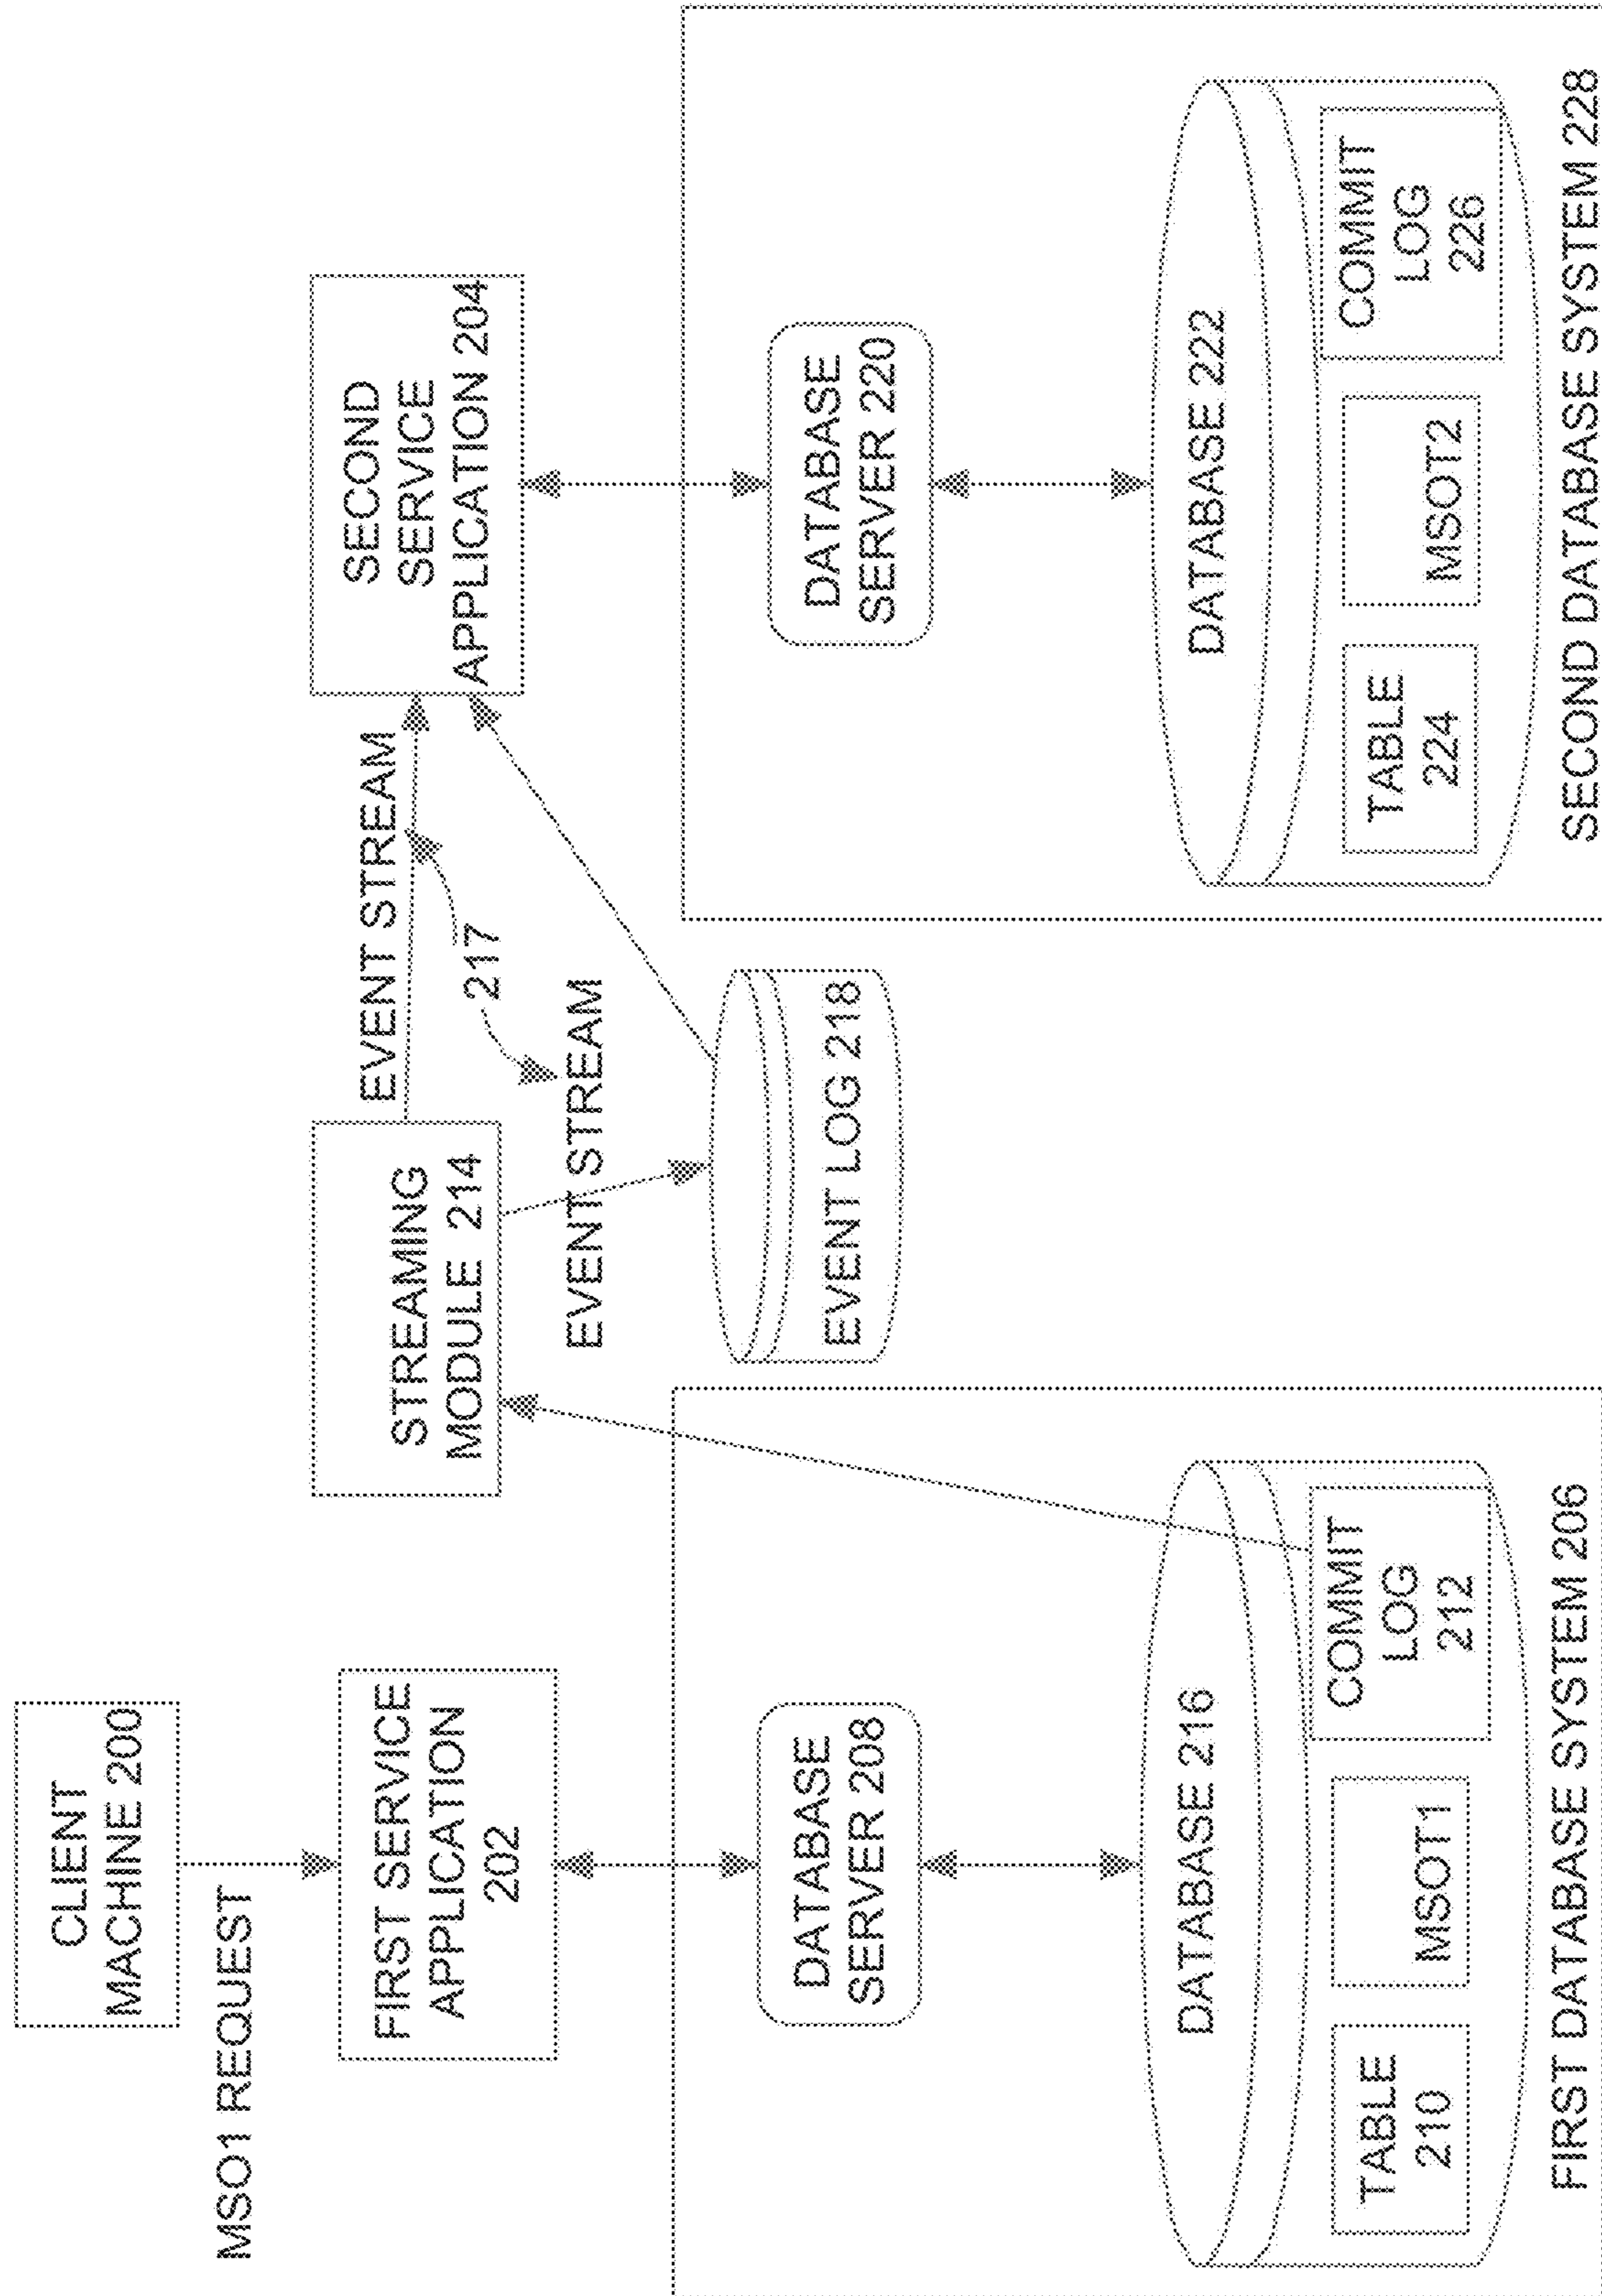 CLIENT
MACHINE 200
MSO1 REQUEST
FIRST SERVICE
APPLICATION
202
DATABASE
SERVER 208
DATABASE 216
TABLE
210
MSOT1
COMMIT
LOG
212
FIRST DATABASE SYSTEM 206
STREAMING
MODULE 214
EVENT STREAM
217
EVENT STREAM
EVENT LOG 218
SECOND
SERVICE
APPLICATION 204
DATABASE
SERVER 220
DATABASE 222
TABLE
224
MSOT2
COMMIT
LOG
226
SECOND DATABASE SYSTEM 228